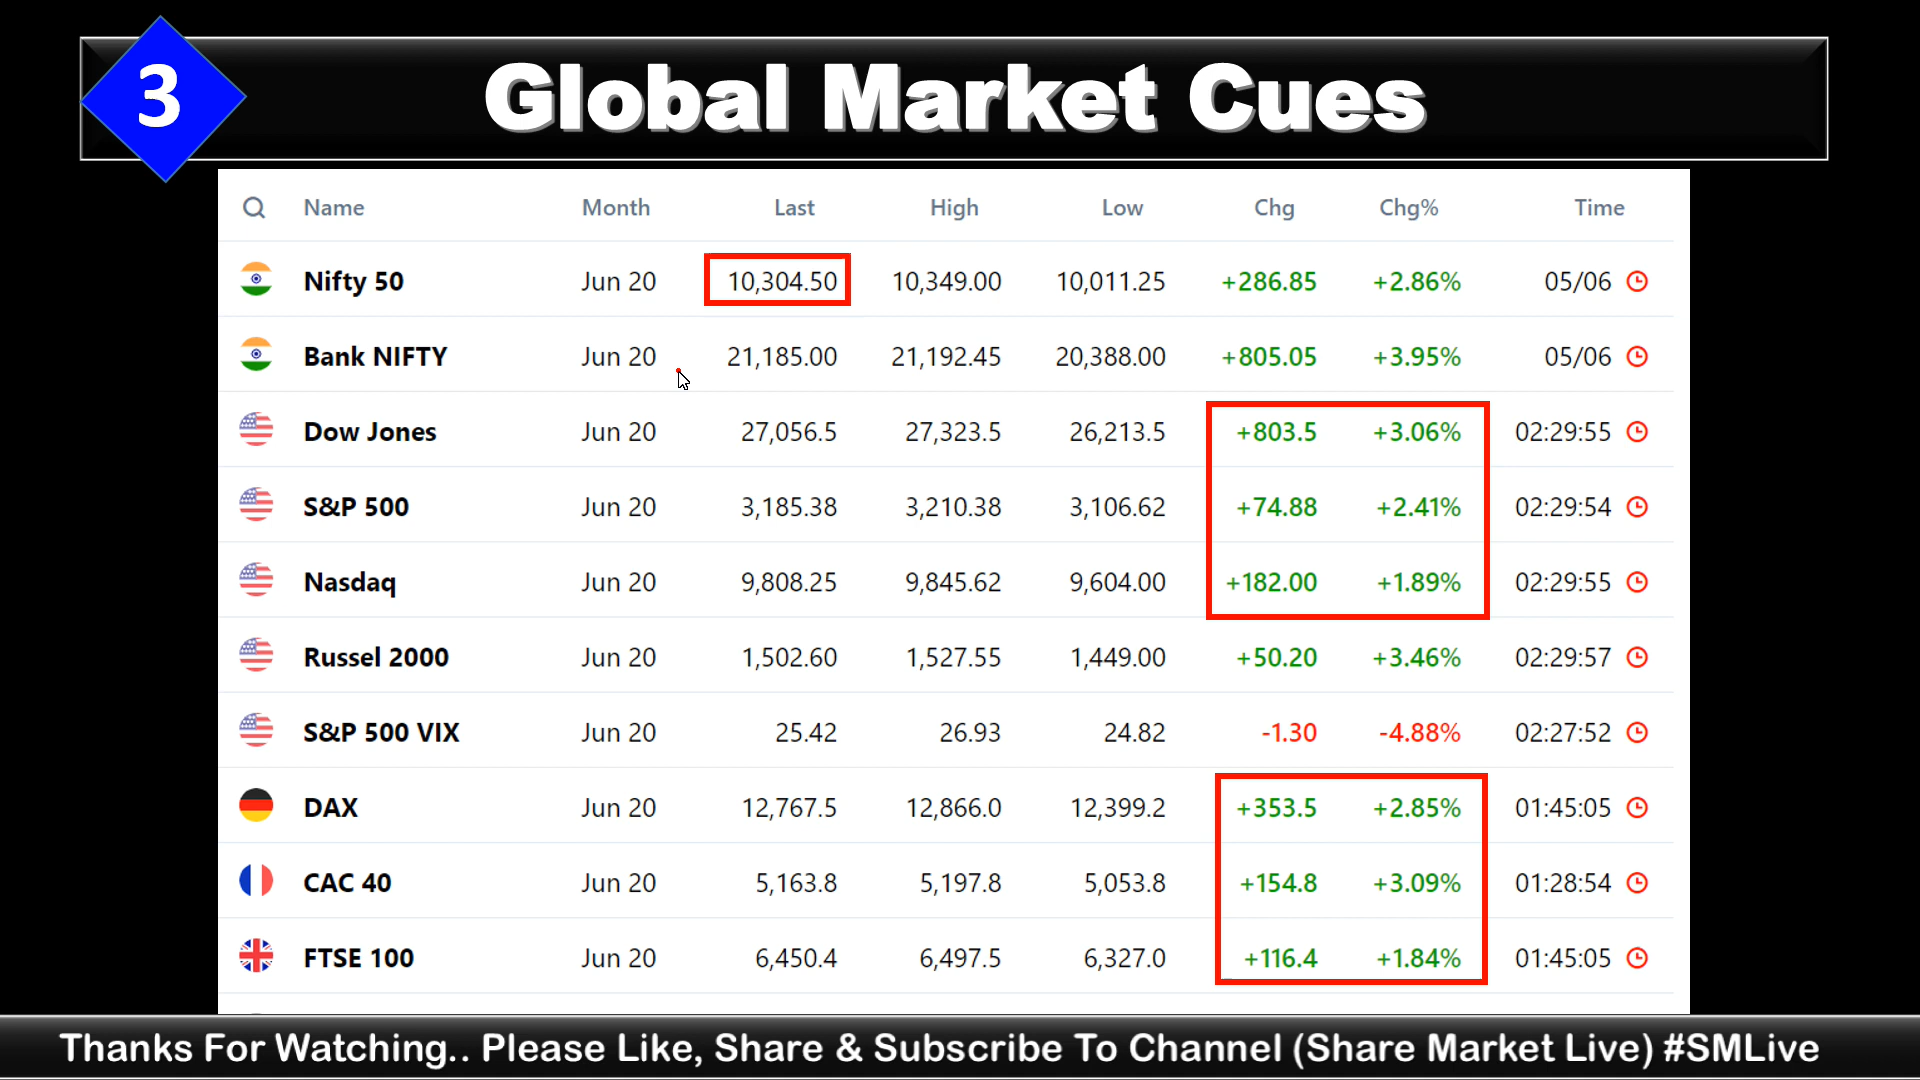 3
Global Market Cues
Name Month Last High Low Chg Chg% Time
Nifty 50 Jun 20 10,304.50 10,349.00 10,011.25 +286.85 +2.86% 05/06
Bank NIFTY Jun 20 21,185.00 21,192.45 20,388.00 +805.05 +3.95% 05/06
Dow Jones Jun 20 27,056.5 27,323.5 26,213.5 +803.5 +3.06% 02:29:55
S&P 500 Jun 20 3,185.38 3,210.38 3,106.62 +74.88 +2.41% 02:29:54
Nasdaq Jun 20 9,808.25 9,845.62 9,604.00 +182.00 +1.89% 02:29:55
Russel 2000 Jun 20 1,502.60 1,527.55 1,449.00 +50.20 +3.46% 02:29:57
S&P 500 VIX Jun 20 25.42 26.93 24.82 -1.30 -4.88% 02:27:52
DAX Jun 20 12,767.5 12,866.0 12,399.2 +353.5 +2.85% 01:45:05
CAC 40 Jun 20 5,163.8 5,197.8 5,053.8 +154.8 +3.09% 01:28:54
FTSE 100 Jun 20 6,450.4 6,497.5 6,327.0 +116.4 +1.84% 01:45:05
Thanks For Watching.. Please Like, Share & Subscribe To Channel (Share Market Live) #SMLive